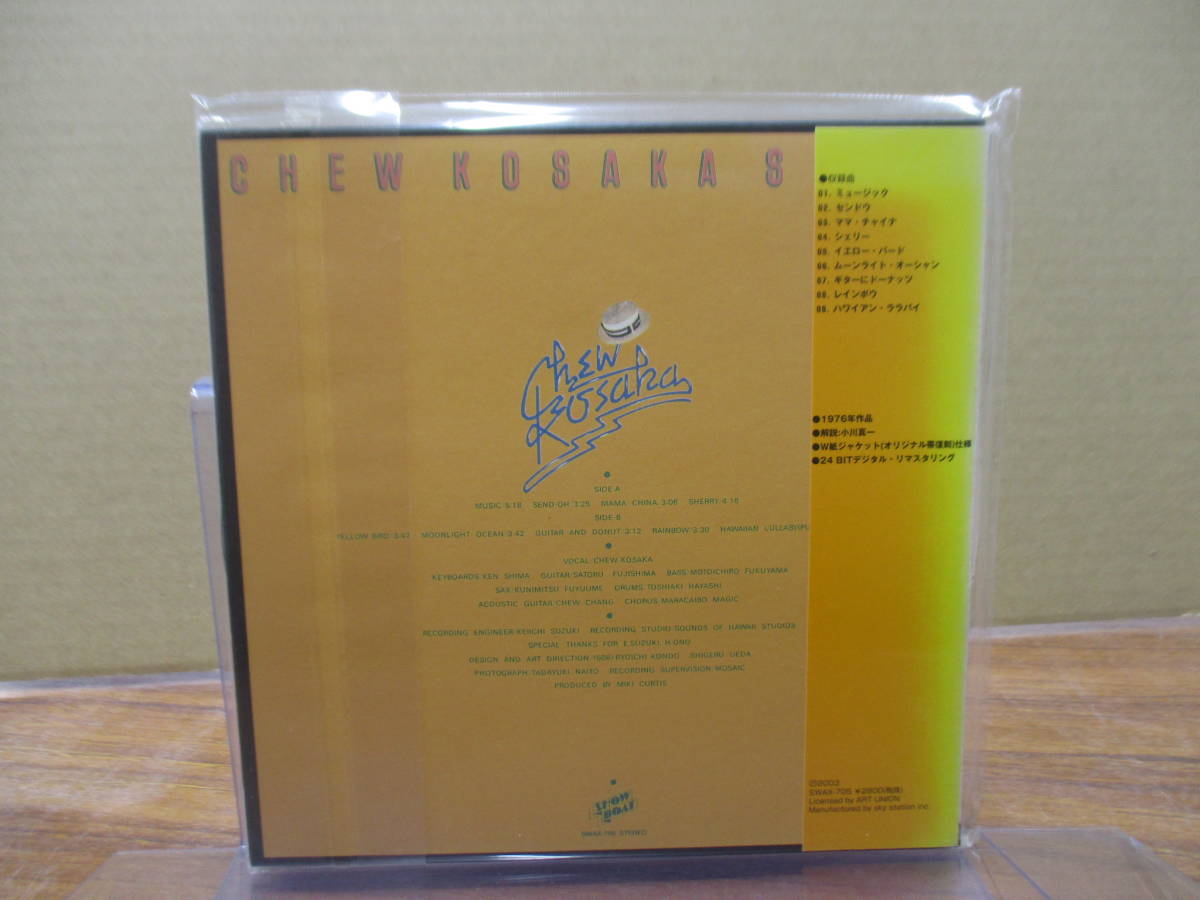 CHEW KOSAKA S
Chew
Kosaka
SIDE A
MUSIC 5:18 SEND-OH 3:25 MAMA CHINA 3:06 SHERRY 4:16
SIDE B
YELLOW BIRD 3:43 MOONLIGHT OCEAN 3:42 GUITAR AND DONUT 3:12 RAINBOW 3:30 HAWAIIAN LULLABY
VOCAL CHEW KOSAKA
KEYBOARDS/KEN SHIMA GUITAR/SATORU FUJISHIMA BASS/MOTOICHIRO FUKUYAMA
SAX/KUNIMITSU FUYUUME DRUMS/TOSHIAKI HAYASHI
ACOUSTIC GUITAR/CHEW CHANG CHORUS/MARACAIBO MAGIC
RECORDING ENGINEER/KEIICHI SUZUKI RECORDING STUDIO/SOUNDS OF HAWAII STUDIOS
SPECIAL THANKS FOR E.SUZUKI H.ONO
DESIGN AND ART DIRECTION/ RYOICHI KONDO SHIGERU UEDA
PHOTOGRAPH/TADAYUKI NAITO RECORDING SUPERVISION/MOSAIC
PRODUCED BY MIKI CURTIS
SHOW
BOAT
SWAX-705 STEREO
●収録曲
01. ミュージック
02. センドウ
03. ママ・チャイナ
04. シェリー
05. イエロー・バード
06. ムーンライト・オーシャン
07. ギターにドーナッツ
08. レインボウ
09. ハワイアン・ララバイ
●1976年作品
●解説:小川真一
●W紙ジャケット(オリジナル帯復刻)仕様
●24 BITデジタル・リマスタリング
Ⓟ2003
SWAX-705 ¥2800(税抜)
Licensed by ART UNION
Manufactured by sky station inc.